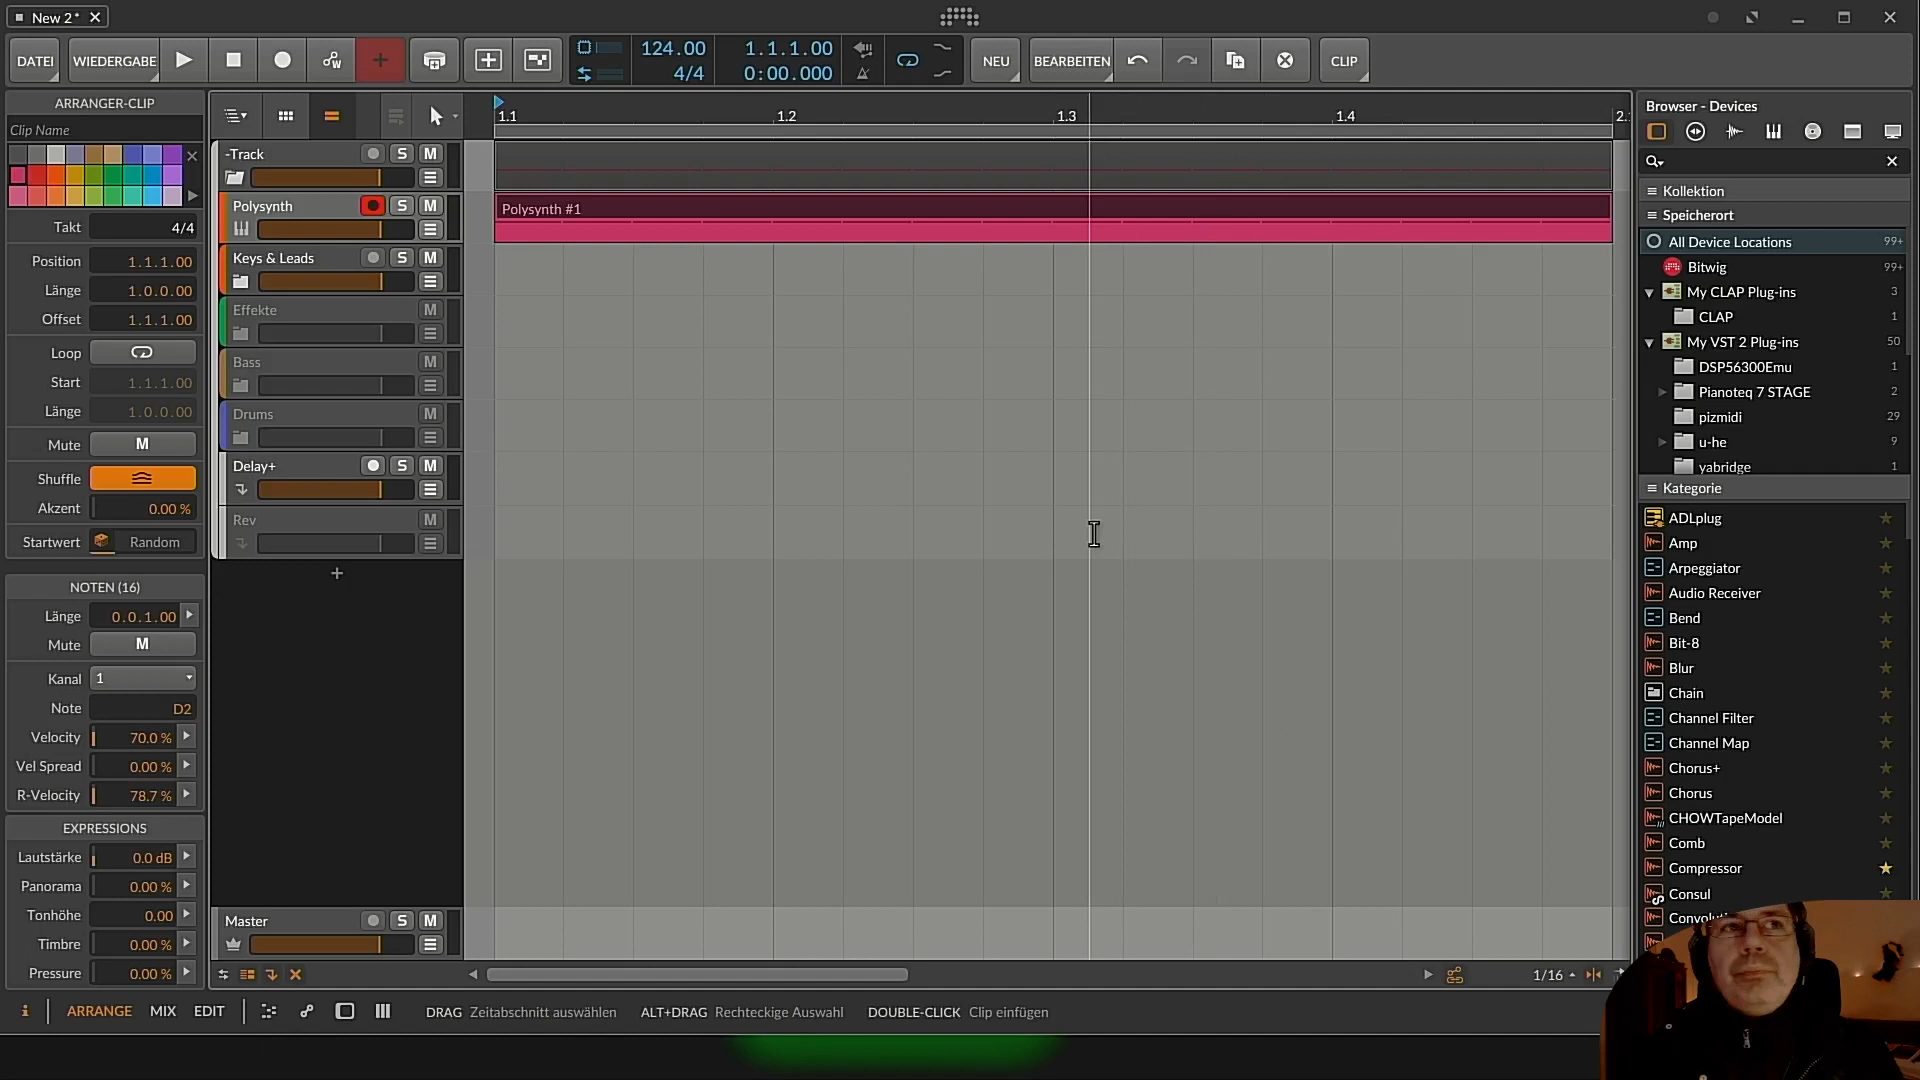 New 2*
DATEI
WIEDERGABE
124.00
4/4
1.1.1.00
0:00.000
NEU
BEARBEITEN
CLIP
ARRANGER-CLIP
Clip Name
Takt 4/4
Position 1.1.1.00
Länge 1.0.0.00
Offset 1.1.1.00
Loop
Start 1.1.1.00
Länge 1.0.0.00
Mute M
Shuffle
Akzent 0.00 %
Startwert Random
NOTEN (16)
Länge 0.0.1.00
Mute M
Kanal 1
Note D2
Velocity 70.0 %
Vel Spread 0.00 %
R-Velocity 78.7 %
EXPRESSIONS
Lautstärke 0.0 dB
Panorama 0.00 %
Tonhöhe 0.00
Timbre 0.00 %
Pressure 0.00 %
1.1 1.2 1.3 1.4
-Track S M
Polysynth S M
Polysynth #1
Keys & Leads S M
Effekte M
Bass M
Drums M
Delay+ S M
Rev M
+
Master S M
1/16
Browser - Devices
Kollektion
Speicherort
All Device Locations 99+
Bitwig 99+
My CLAP Plug-ins 3
CLAP 1
My VST 2 Plug-ins 50
DSP56300Emu 1
Pianoteq 7 STAGE 2
pizmidi 29
u-he 9
yabridge 1
Kategorie
ADLplug
Amp
Arpeggiator
Audio Receiver
Bend
Bit-8
Blur
Chain
Channel Filter
Channel Map
Chorus+
Chorus
CHOWTapeModel
Comb
Compressor
Consul
i
ARRANGE MIX EDIT
DRAG Zeitabschnitt auswählen ALT+DRAG Rechteckige Auswahl DOUBLE-CLICK Clip einfügen